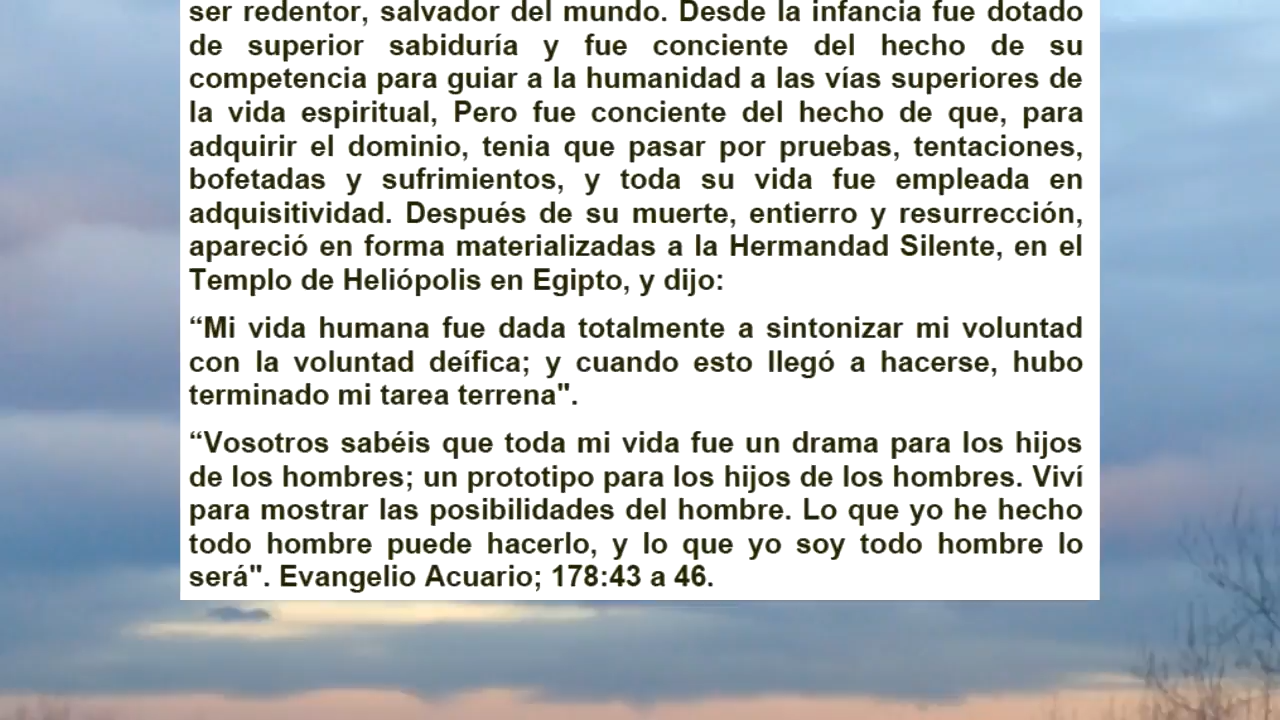 ser redentor, salvador del mundo. Desde la infancia fue dotado
de superior sabiduría y fue conciente del hecho de su
competencia para guiar a la humanidad a las vías superiores de
la vida espiritual, Pero fue conciente del hecho de que, para
adquirir el dominio, tenia que pasar por pruebas, tentaciones,
bofetadas y sufrimientos, y toda su vida fue empleada en
adquisitividad. Después de su muerte, entierro y resurrección,
apareció en forma materializadas a la Hermandad Silente, en el
Templo de Heliópolis en Egipto, y dijo:
“Mi vida humana fue dada totalmente a sintonizar mi voluntad
con la voluntad deífica; y cuando esto llegó a hacerse, hubo
terminado mi tarea terrena".
“Vosotros sabéis que toda mi vida fue un drama para los hijos
de los hombres; un prototipo para los hijos de los hombres. Viví
para mostrar las posibilidades del hombre. Lo que yo he hecho
todo hombre puede hacerlo, y lo que yo soy todo hombre lo
será". Evangelio Acuario; 178:43 a 46.